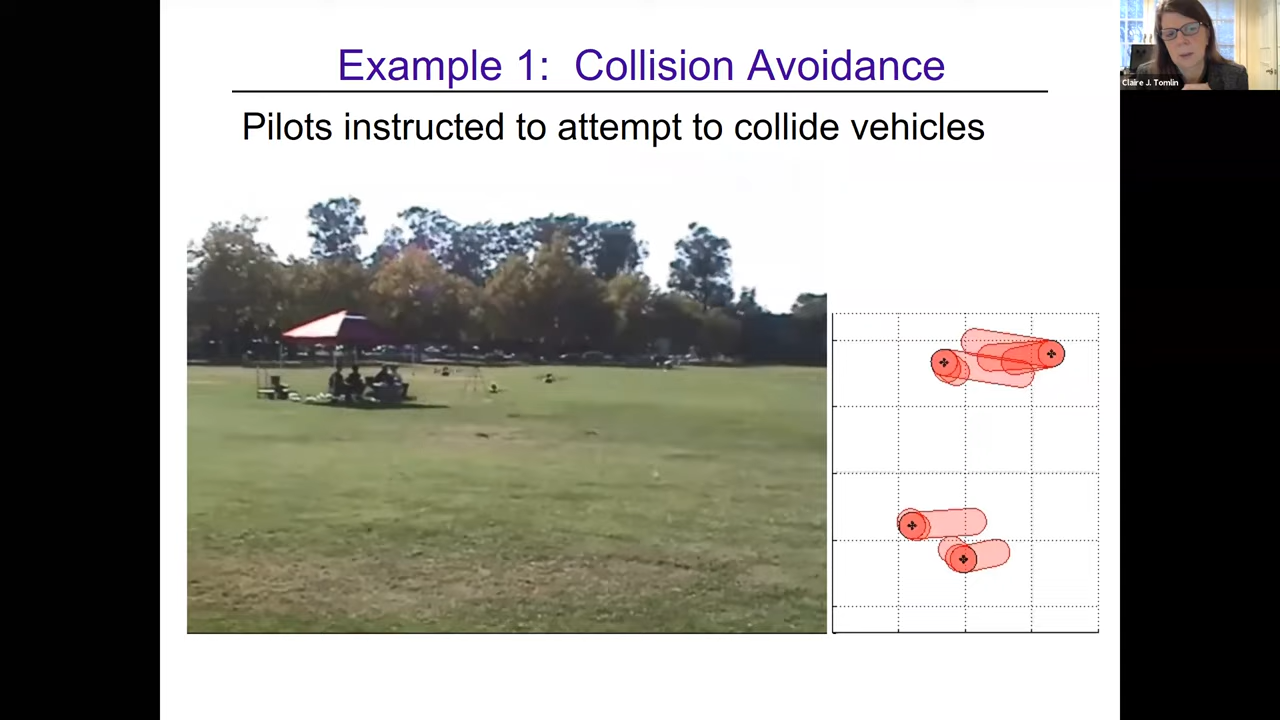 Example 1: Collision Avoidance
Pilots instructed to attempt to collide vehicles
Claire J. Tomlin